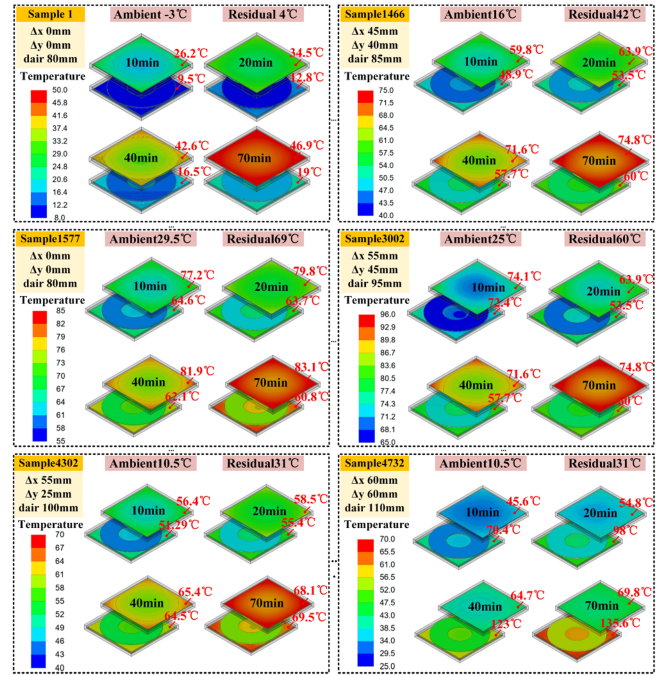 Sample 1
Ambient -3℃
Residual 4℃
Δx 0mm
Δy 0mm
dair 80mm
Temperature
50.0
45.8
41.6
37.4
33.2
29.0
24.8
20.6
16.4
12.2
8.0
10min
26.2℃
9.5℃
20min
34.5℃
12.8℃
40min
42.6℃
16.5℃
70min
46.9℃
19℃
...
Sample1466
Ambient16℃
Residual42℃
Δx 45mm
Δy 40mm
dair 85mm
Temperature
75.0
71.5
68.0
64.5
61.0
57.5
54.0
50.5
47.0
43.5
40.0
10min
59.8℃
48.9℃
20min
63.9℃
53.5℃
40min
71.6℃
57.7℃
70min
74.8℃
60℃
...
...
Sample1577
Ambient29.5℃
Residual69℃
Δx 0mm
Δy 0mm
dair 80mm
Temperature
85
82
79
76
73
70
67
64
61
58
55
10min
77.2℃
64.6℃
20min
79.8℃
63.7℃
40min
81.9℃
62.1℃
70min
83.1℃
60.8℃
...
Sample3002
Ambient25℃
Residual60℃
Δx 55mm
Δy 45mm
dair 95mm
Temperature
96.0
92.9
89.8
86.7
83.6
80.5
77.4
74.3
71.2
68.1
65.0
10min
74.1℃
72.4℃
20min
63.9℃
53.5℃
40min
71.6℃
57.7℃
70min
74.8℃
60℃
...
...
Sample4302
Ambient10.5℃
Residual31℃
Δx 55mm
Δy 25mm
dair 100mm
Temperature
70
67
64
61
58
55
52
49
46
43
40
10min
56.4℃
51.29℃
20min
58.5℃
55.4℃
40min
65.4℃
64.5℃
70min
68.1℃
69.5℃
...
Sample4732
Ambient10.5℃
Residual31℃
Δx 60mm
Δy 60mm
dair 110mm
Temperature
70.0
65.5
61.0
56.5
52.0
47.5
43.0
38.5
34.0
29.5
25.0
10min
45.6℃
70.4℃
20min
54.8℃
98℃
40min
64.7℃
123℃
70min
69.8℃
135.6℃